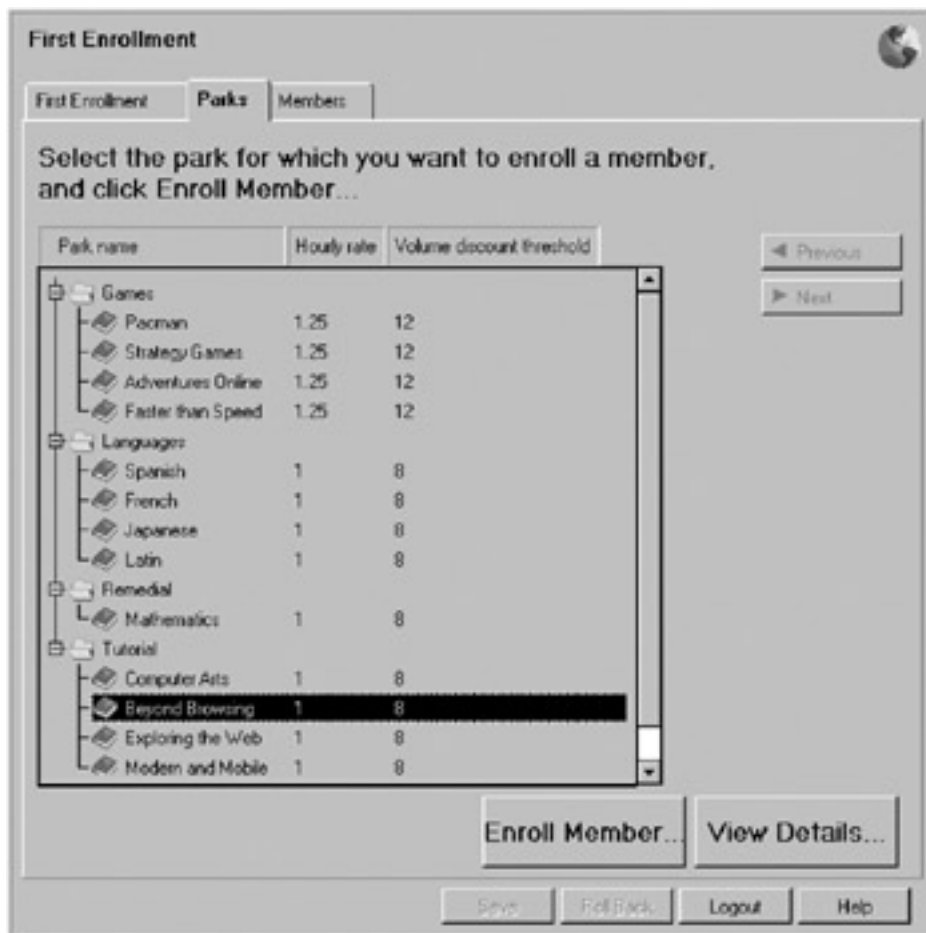 First Enrollment
First Enrollment Parks Members
Select the park for which you want to enroll a member,
and click Enroll Member...
Park name Hourly rate Volume discount threshold
Previous
Next
Games
Pacman 1.25 12
Strategy Games 1.25 12
Adventures Online 1.25 12
Faster than Speed 1.25 12
Languages
Spanish 1 8
French 1 8
Japanese 1 8
Latin 1 8
Remedial
Mathematics 1 8
Tutorial
Computer Arts 1 8
Beyond Browsing 1 8
Exploring the Web 1 8
Modern and Mobile 1 8
Enroll Member... View Details...
Save Roll Back Logout Help